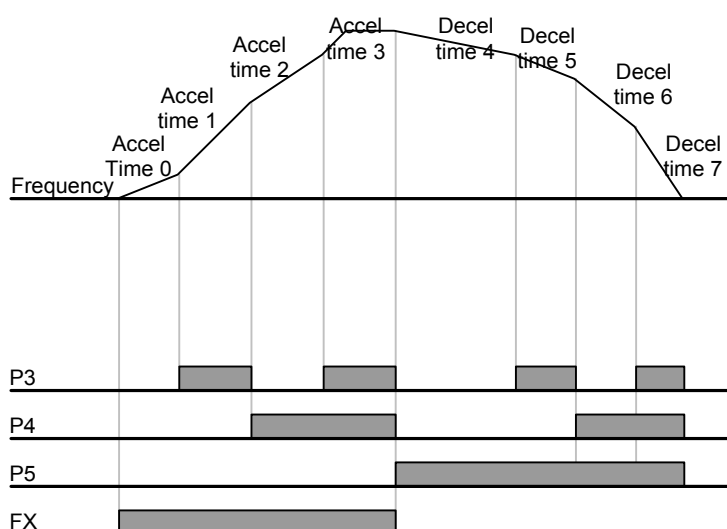 Accel
time 3
Decel
time 4
Decel
time 5
Accel
time 2
Decel
time 6
Accel
time 1
Accel
Time 0
Decel
time 7
Frequency
P3
P4
P5
FX